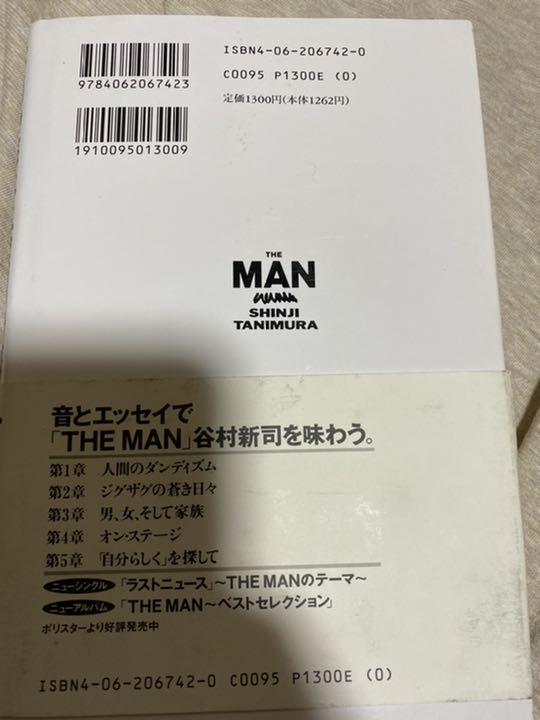 ISBN4-06-206742-0
C0095 P1300E (0)
定価1300円(本体1262円)
9784062067423
1910095013009
THE
MAN
SHINJI
TANIMURA
音とエッセイで
「THE MAN」谷村新司を味わう。
第1章 人間のダンディズム
第2章 ジグザグの蒼き日々
第3章 男、女、そして家族
第4章 オン・ステージ
第5章 「自分らしく」を探して
ニューシングル 「ラストニュース」～THE MANのテーマ～
ニューアルバム 「THE MAN～ベストセレクション」
ポリスターより好評発売中
ISBN4-06-206742-0 C0095 P1300E (0)